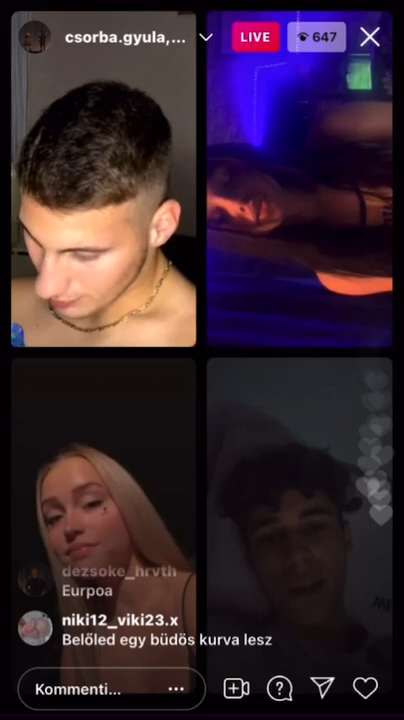 csorba.gyula,...
LIVE
647
dezsoke_hrvth
Eurpoa
niki12_viki23.x
Belőled egy büdös kurva lesz
Kommenti...